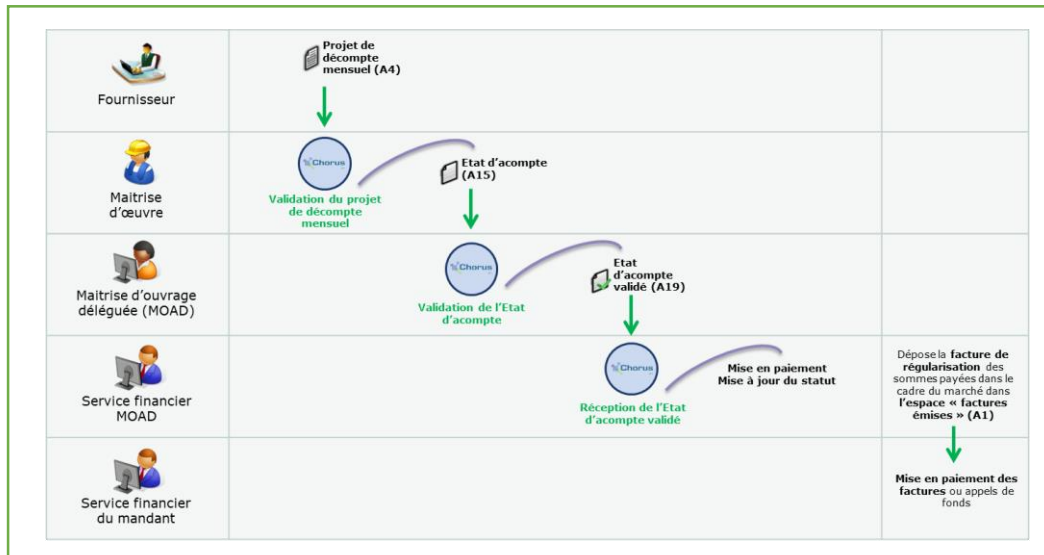 Fournisseur
Projet de
décompte
mensuel (A4)
Maitrise
d'œuvre
Chorus
Validation du projet
de décompte
mensuel
Etat d'acompte
(A15)
Maitrise d'ouvrage
déléguée (MOAD)
Chorus
Validation de l'Etat
d'acompte
Etat
d'acompte
validé (A19)
Service financier
MOAD
Chorus
Réception de l'Etat
d'acompte validé
Mise en paiement
Mise à jour du statut
Dépose la facture de
régularisation des
sommes payées dans le
cadre du marché dans
l'espace « factures
émises » (A1)
Service financier
du mandant
Mise en paiement des
factures ou appels de
fonds